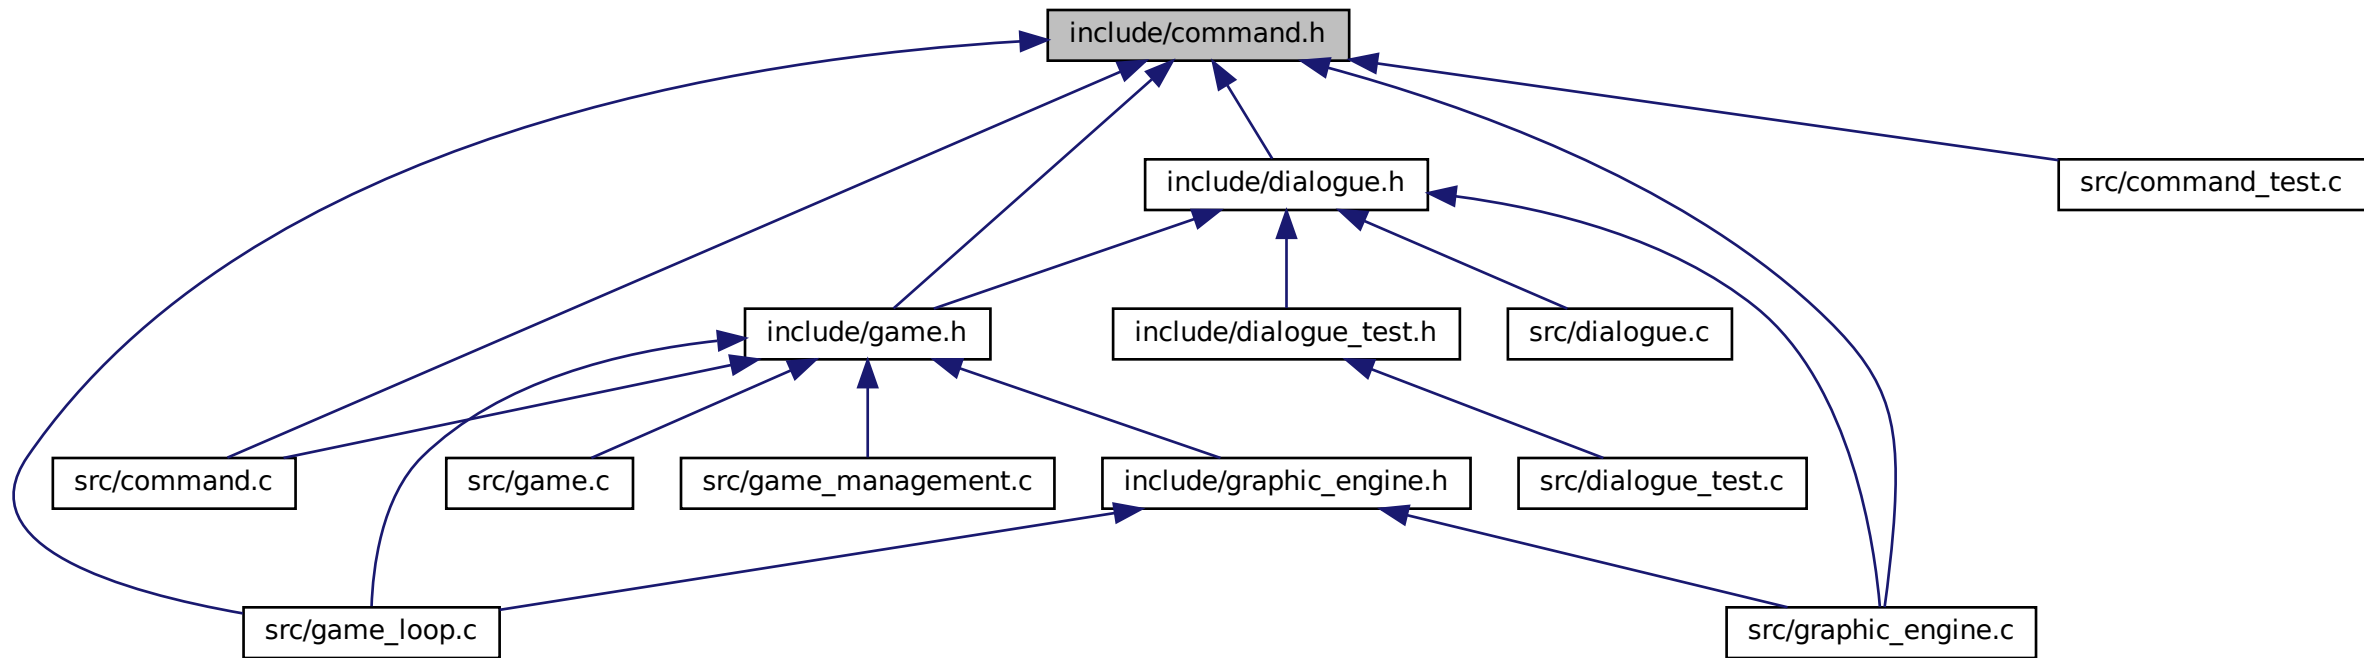 include/command.h
include/dialogue.h
src/command_test.c
include/game.h
include/dialogue_test.h
src/dialogue.c
src/command.c
src/game.c
src/game_management.c
include/graphic_engine.h
src/dialogue_test.c
src/game_loop.c
src/graphic_engine.c